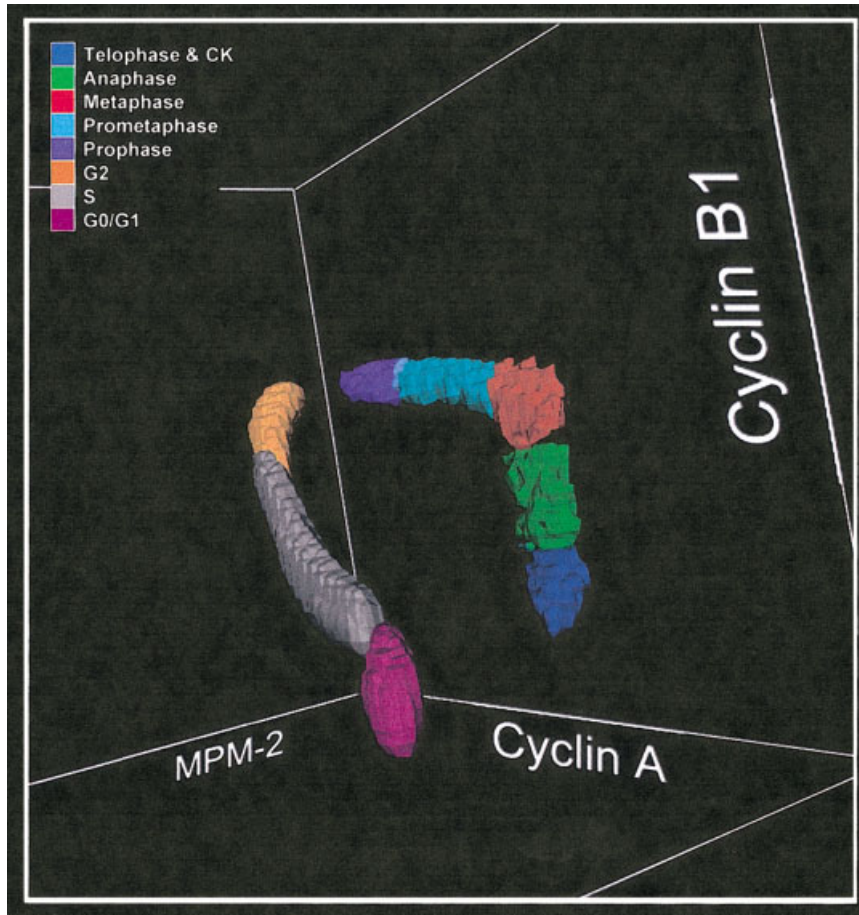 Telophase & CK
Anaphase
Metaphase
Prometaphase
Prophase
G2
S
G0/G1
Cyclin B1
MPM-2
Cyclin A